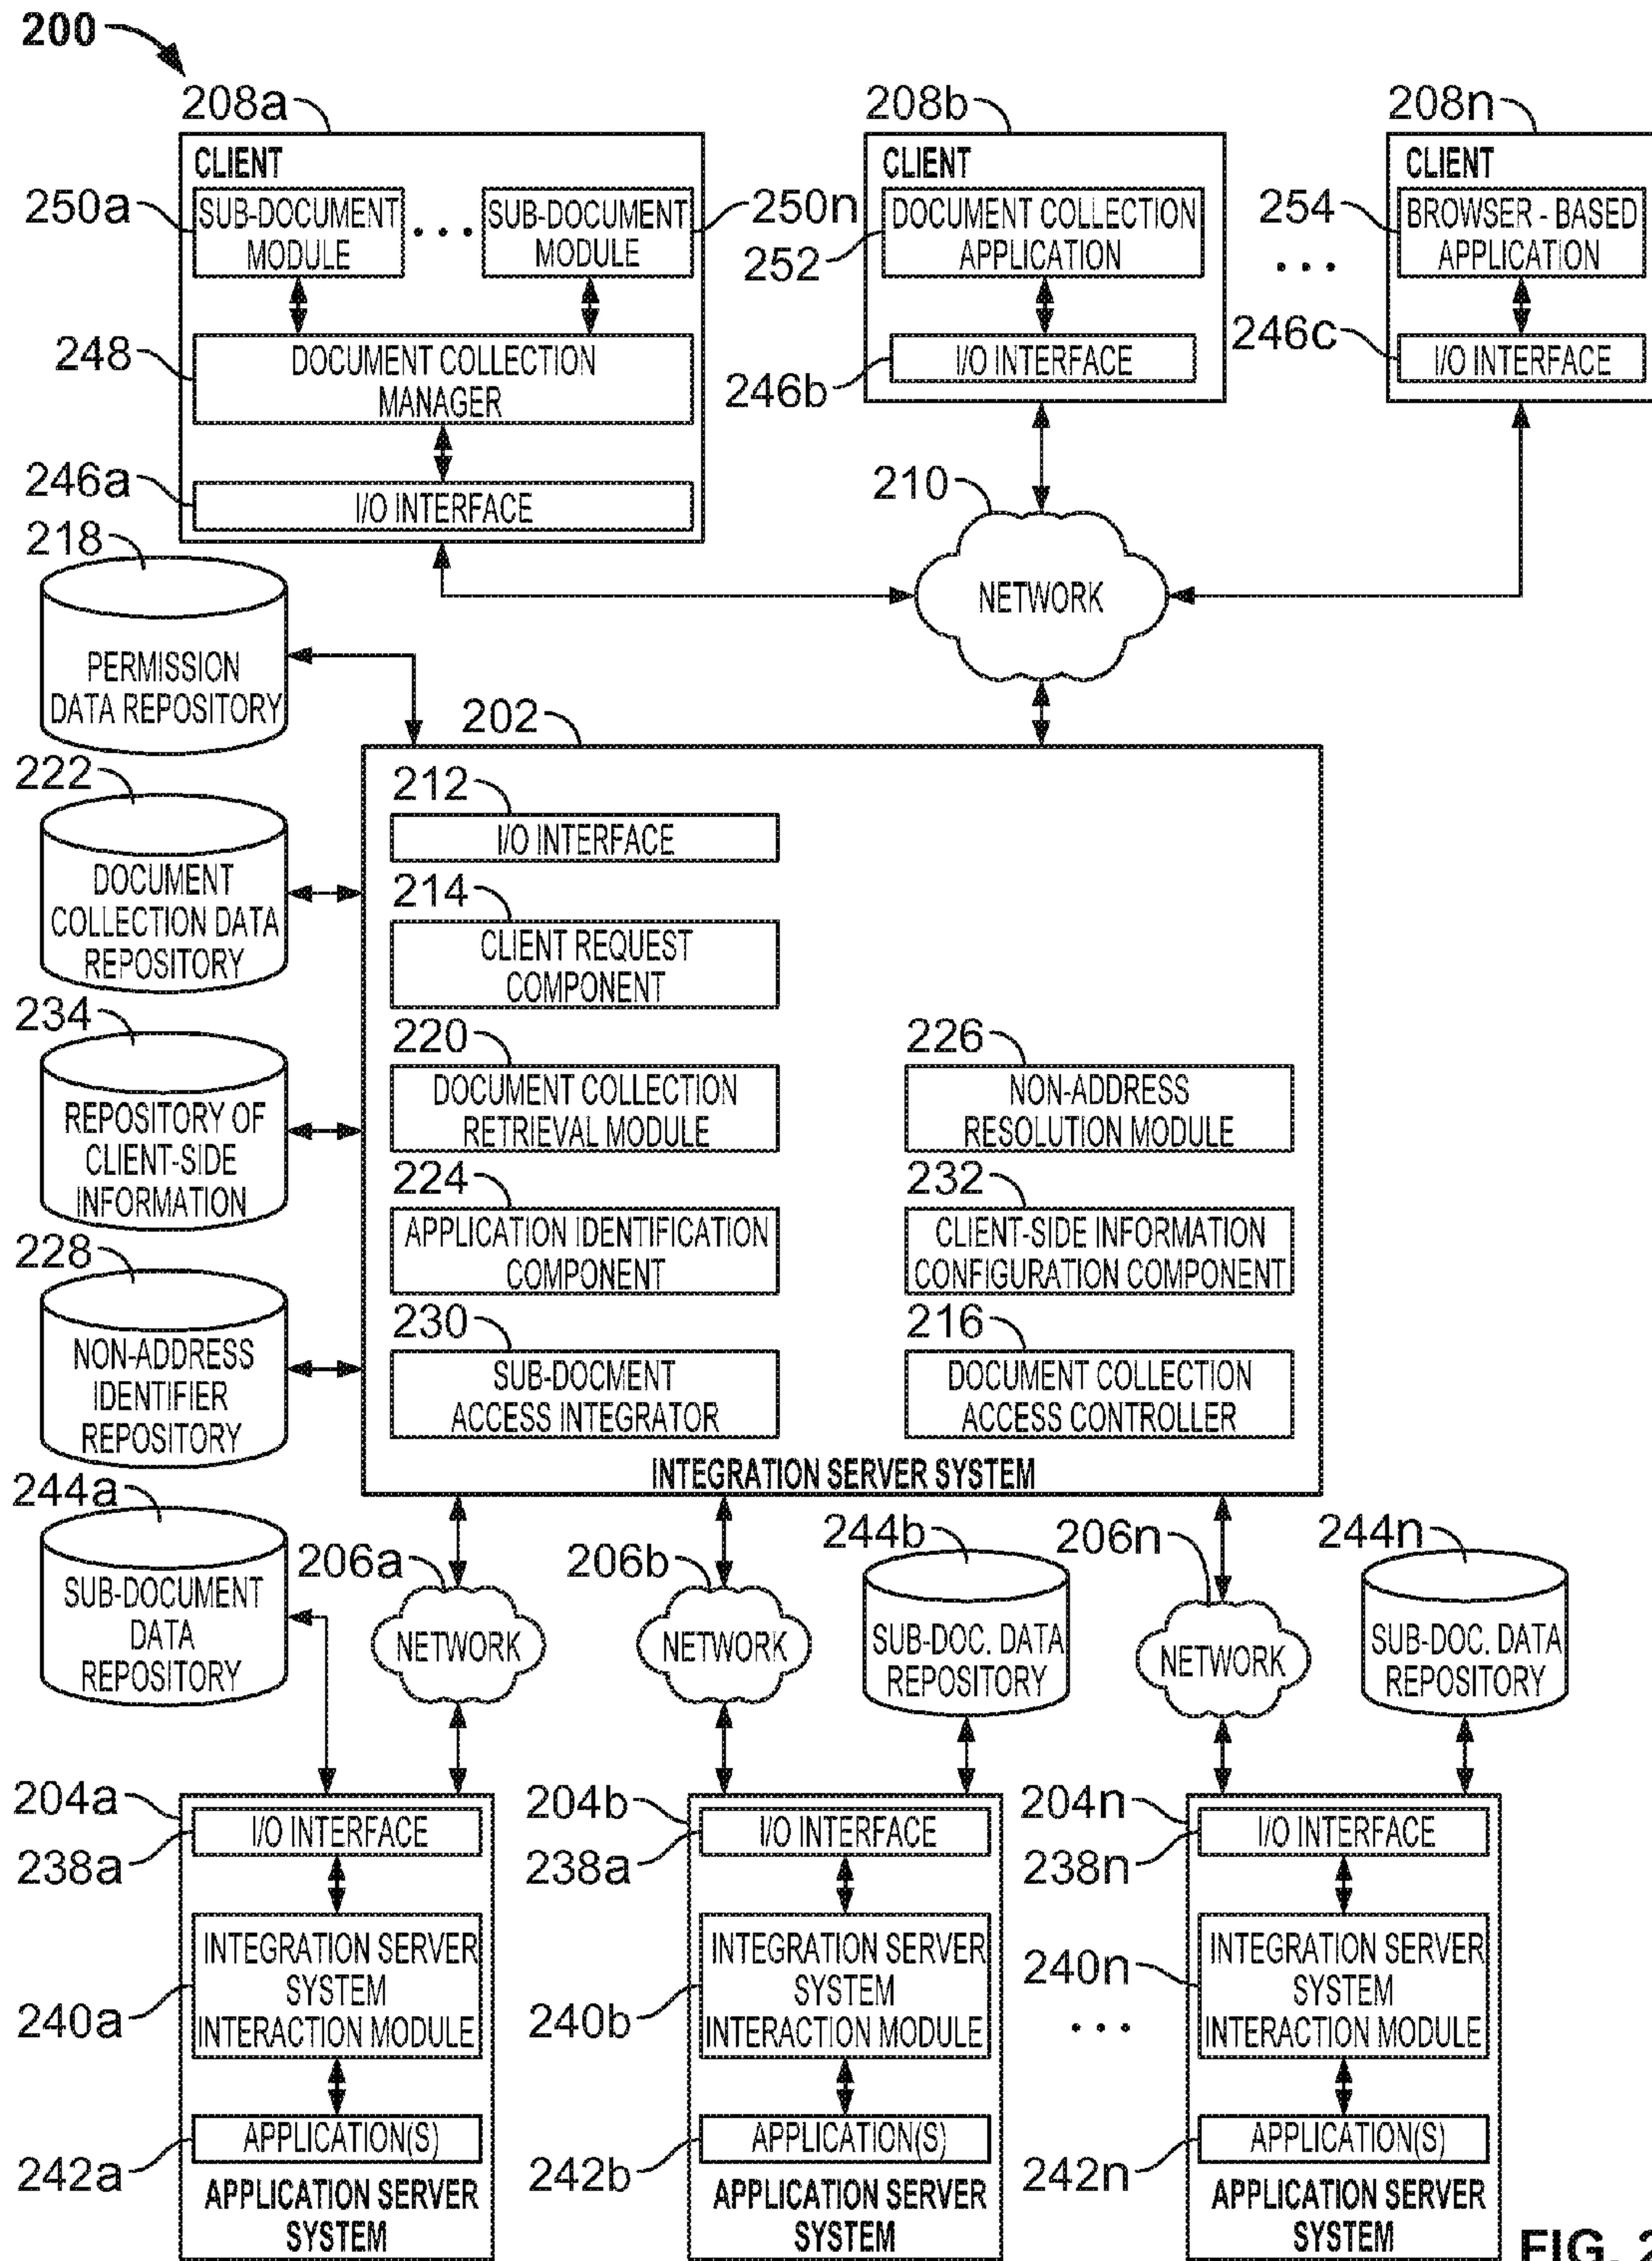 200
208a
208b
208n
CLIENT
CLIENT
CLIENT
250a
SUB-DOCUMENT
MODULE
SUB-DOCUMENT
MODULE
250n
252
DOCUMENT COLLECTION
APPLICATION
254
BROWSER - BASED
APPLICATION
248
DOCUMENT COLLECTION
MANAGER
246b
I/O INTERFACE
246c
I/O INTERFACE
246a
I/O INTERFACE
210
NETWORK
218
PERMISSION
DATA REPOSITORY
202
212
I/O INTERFACE
222
DOCUMENT
COLLECTION DATA
REPOSITORY
214
CLIENT REQUEST
COMPONENT
234
REPOSITORY OF
CLIENT-SIDE
INFORMATION
220
DOCUMENT COLLECTION
RETRIEVAL MODULE
226
NON-ADDRESS
RESOLUTION MODULE
224
APPLICATION IDENTIFICATION
COMPONENT
232
CLIENT-SIDE INFORMATION
CONFIGURATION COMPONENT
228
NON-ADDRESS
IDENTIFIER
REPOSITORY
230
SUB-DOCMENT
ACCESS INTEGRATOR
216
DOCUMENT COLLECTION
ACCESS CONTROLLER
INTEGRATION SERVER SYSTEM
244a
SUB-DOCUMENT
DATA
REPOSITORY
206a
NETWORK
206b
NETWORK
244b
SUB-DOC. DATA
REPOSITORY
206n
NETWORK
244n
SUB-DOC. DATA
REPOSITORY
204a
238a
I/O INTERFACE
204b
238a
I/O INTERFACE
204n
238n
I/O INTERFACE
240a
INTEGRATION SERVER
SYSTEM
INTERACTION MODULE
240b
INTEGRATION SERVER
SYSTEM
INTERACTION MODULE
240n
INTEGRATION SERVER
SYSTEM
INTERACTION MODULE
242a
APPLICATION(S)
242b
APPLICATION(S)
242n
APPLICATION(S)
APPLICATION SERVER
SYSTEM
APPLICATION SERVER
SYSTEM
APPLICATION SERVER
SYSTEM
FIG. 2